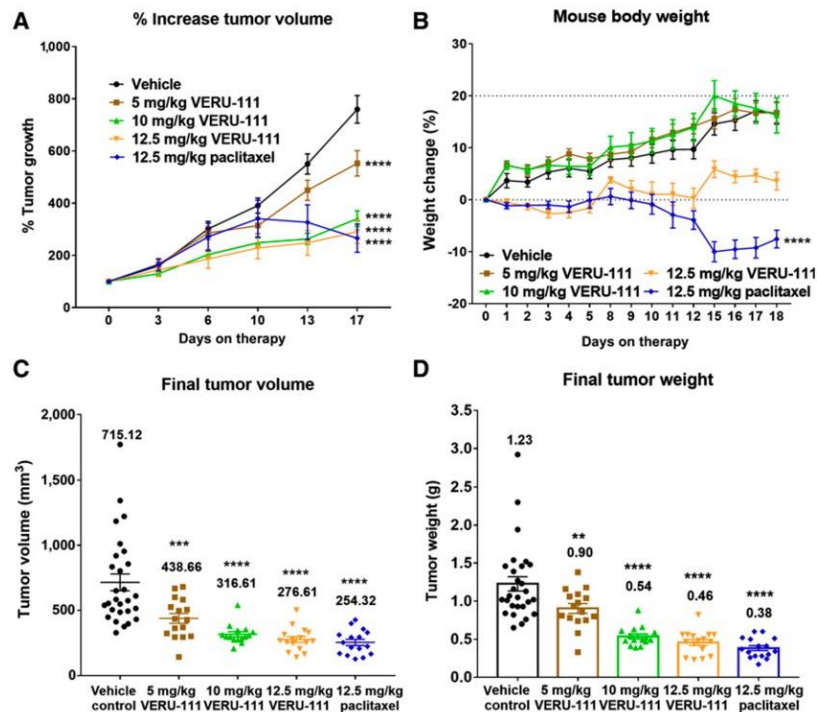 A
% Increase tumor volume
1,000
800
600
400
200
0
% Tumor growth
Vehicle
5 mg/kg VERU-111
10 mg/kg VERU-111
12.5 mg/kg VERU-111
12.5 mg/kg paclitaxel
****
****
****
****
0 3 6 10 13 17
Days on therapy
B
Mouse body weight
30
20
10
0
-10
-20
Weight change (%)
Vehicle
5 mg/kg VERU-111
10 mg/kg VERU-111
12.5 mg/kg VERU-111
12.5 mg/kg paclitaxel
****
0 1 2 3 4 5 8 9 10 11 12 15 16 17 18
Days on therapy
C
Final tumor volume
2,000
1,500
1,000
500
0
Tumor volume (mm3)
715.12
***
438.66
****
316.61
****
276.61
****
254.32
Vehicle
control
5 mg/kg
VERU-111
10 mg/kg
VERU-111
12.5 mg/kg
VERU-111
12.5 mg/kg
paclitaxel
D
Final tumor weight
3.5
3.0
2.5
2.0
1.5
1.0
0.5
0.0
Tumor weight (g)
1.23
**
0.90
****
0.54
****
0.46
****
0.38
Vehicle
control
5 mg/kg
VERU-111
10 mg/kg
VERU-111
12.5 mg/kg
VERU-111
12.5 mg/kg
paclitaxel